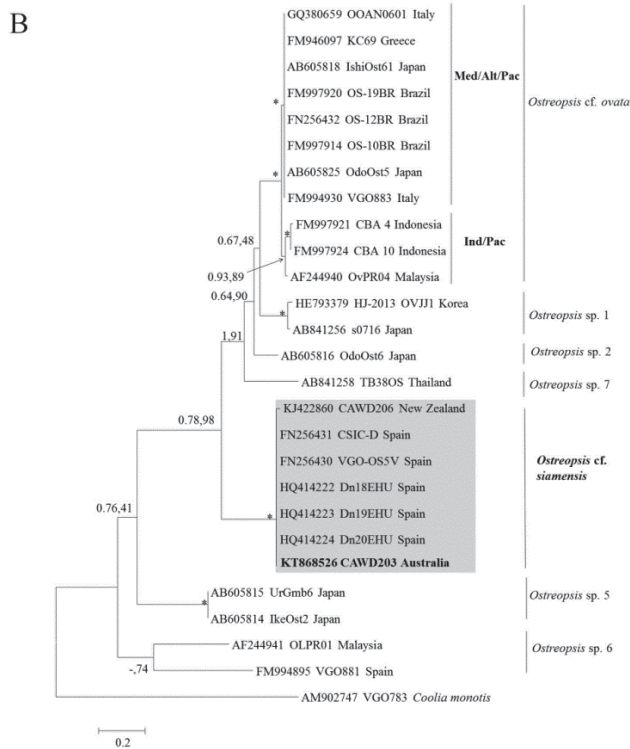 B
GQ380659 OOAN0601 Italy
FM946097 KC69 Greece
AB605818 IshiOst61 Japan
Med/Alt/Pac
FM997920 OS-19BR Brazil
Ostreopsis cf. ovata
*
FN256432 OS-12BR Brazil
FM997914 OS-10BR Brazil
*
AB605825 OdoOst5 Japan
FM994930 VGO883 Italy
FM997921 CBA 4 Indonesia
*
0.67,48
FM997924 CBA 10 Indonesia
Ind/Pac
0.93,89
AF244940 OvPR04 Malaysia
0.64,90
HE793379 HJ-2013 OVJJ1 Korea
*
Ostreopsis sp. 1
AB841256 s0716 Japan
1,91
AB605816 OdoOst6 Japan
Ostreopsis sp. 2
AB841258 TB38OS Thailand
Ostreopsis sp. 7
KJ422860 CAWD206 New Zealand
0.78,98
FN256431 CSIC-D Spain
FN256430 VGO-OS5V Spain
Ostreopsis cf.
siamensis
HQ414222 Dn18EHU Spain
0.76,41
HQ414223 Dn19EHU Spain
*
HQ414224 Dn20EHU Spain
KT868526 CAWD203 Australia
AB605815 UrGmb6 Japan
*
Ostreopsis sp. 5
AB605814 IkeOst2 Japan
AF244941 OLPR01 Malaysia
Ostreopsis sp. 6
-,74
FM994895 VGO881 Spain
AM902747 VGO783 Coolia monotis
0.2